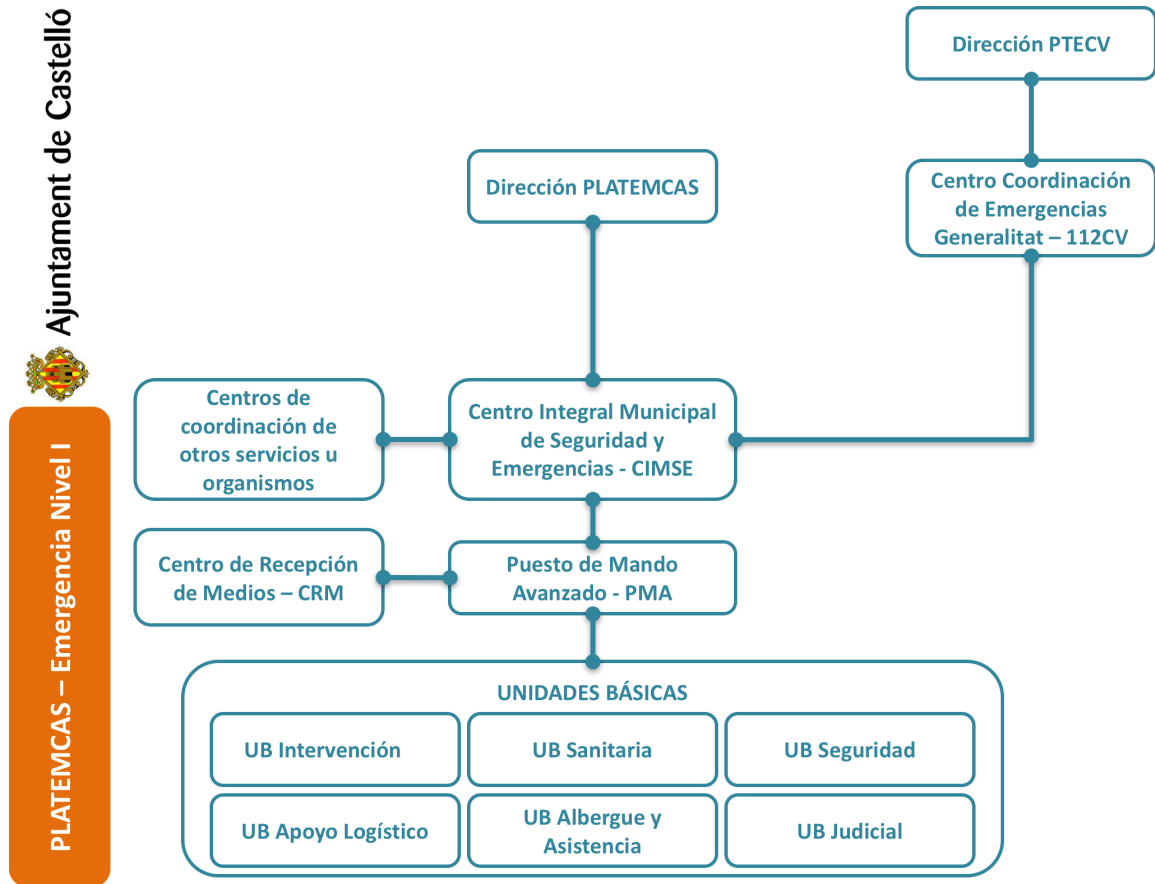 Ajuntament de Castelló
PLATEMCAS – Emergencia Nivel I
Dirección PTECV
Centro Coordinación
de Emergencias
Generalitat – 112CV
Dirección PLATEMCAS
Centros de
coordinación de
otros servicios u
organismos
Centro Integral Municipal
de Seguridad y
Emergencias - CIMSE
Centro de Recepción
de Medios – CRM
Puesto de Mando
Avanzado - PMA
UNIDADES BÁSICAS
UB Intervención
UB Sanitaria
UB Seguridad
UB Apoyo Logístico
UB Albergue y
Asistencia
UB Judicial